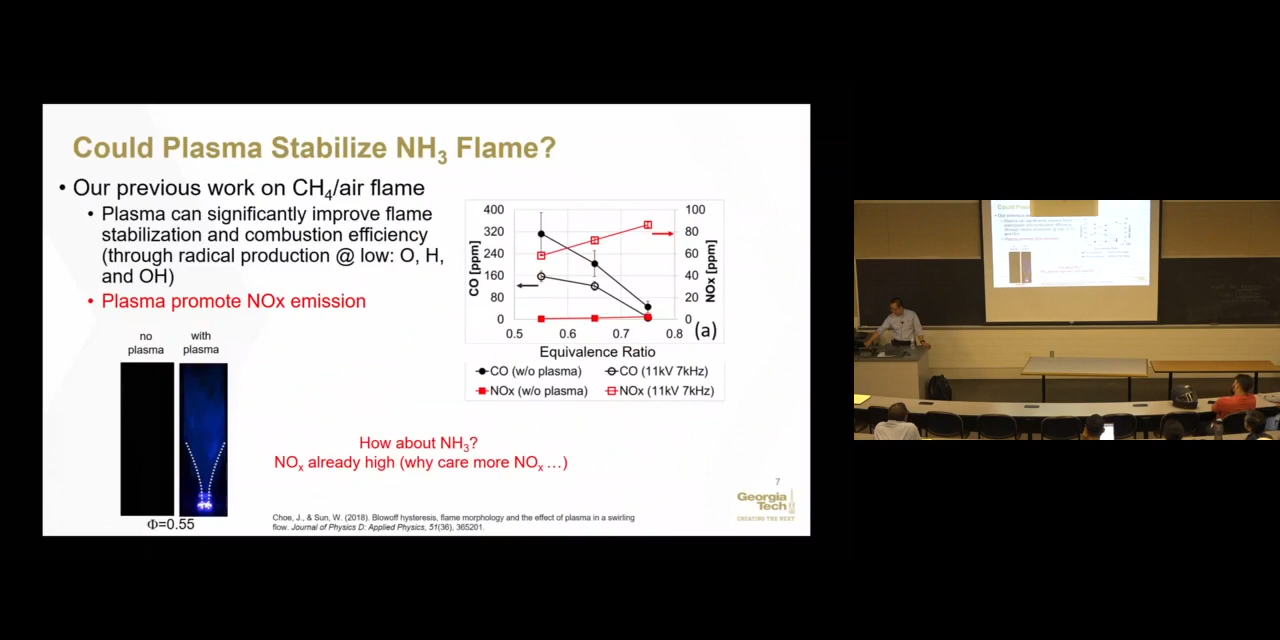 Could Plasma Stabilize NH3 Flame?
• Our previous work on CH4/air flame
• Plasma can significantly improve flame
stabilization and combustion efficiency
(through radical production @ low: O, H,
and OH)
• Plasma promote NOx emission
no
plasma
with
plasma
Φ=0.55
400
320
240
160
80
0
CO [ppm]
100
80
60
40
20
0
NOx [ppm]
0.5 0.6 0.7 0.8
(a)
Equivalence Ratio
CO (w/o plasma) CO (11kV 7kHz)
NOx (w/o plasma) NOx (11kV 7kHz)
How about NH3?
NOx already high (why care more NOx …)
7
Georgia
Tech
CREATING THE NEXT
Choe, J., & Sun, W. (2018). Blowoff hysteresis, flame morphology and the effect of plasma in a swirling
flow. Journal of Physics D: Applied Physics, 51(36), 365201.